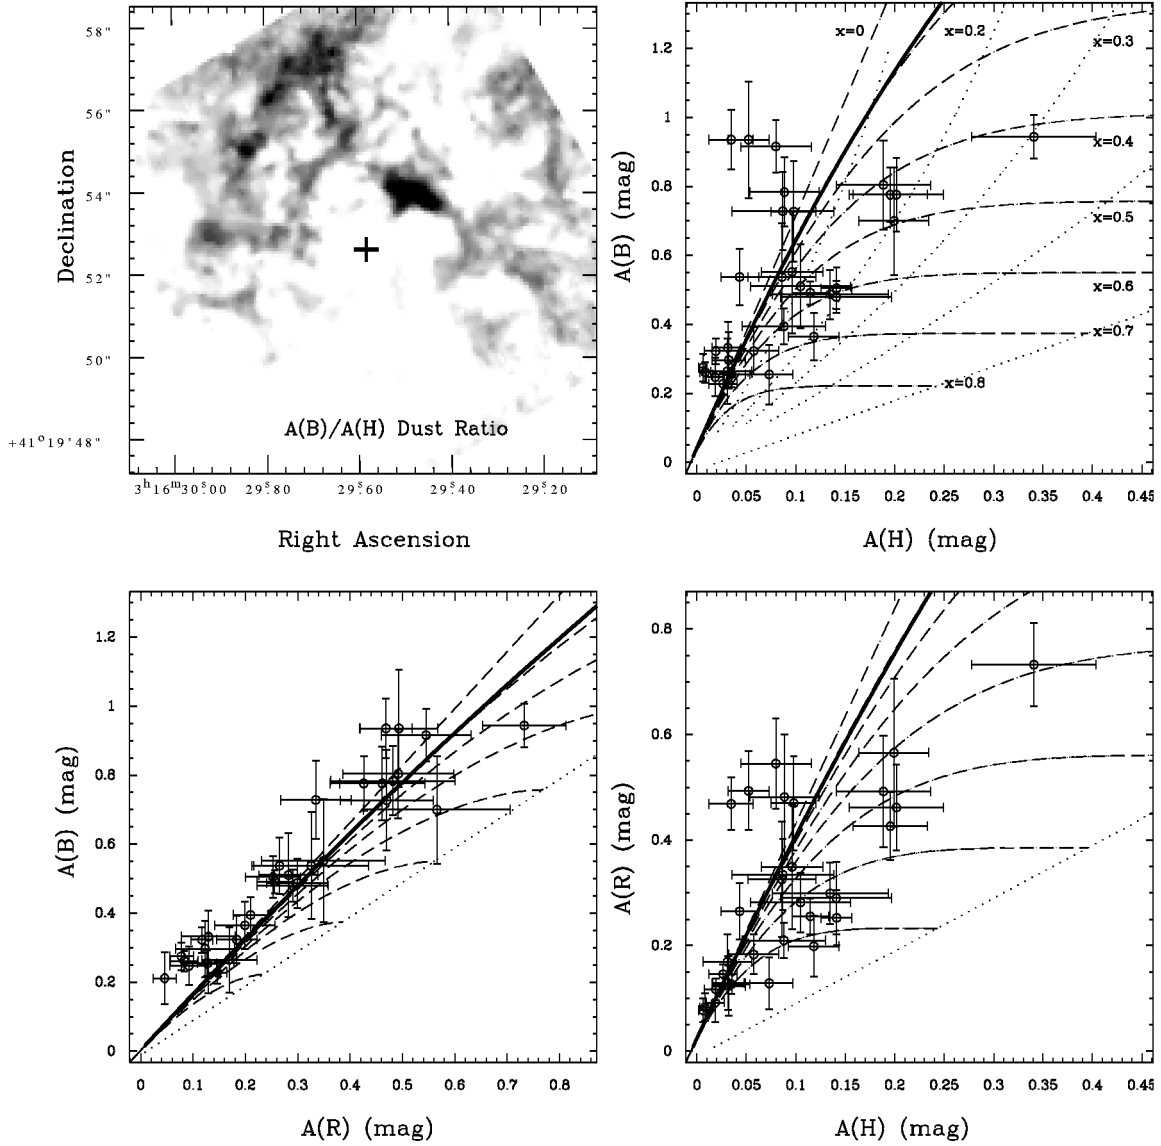 58"
56"
54"
52"
50"
+41°19'48"
Declination
A(B)/A(H) Dust Ratio
3ʰ16ᵐ30ˢ.00 29ˢ.80 29ˢ.60 29ˢ.40 29ˢ.20
Right Ascension
1.2
1
0.8
0.6
0.4
0.2
0
A(B) (mag)
x=0
x=0.2
x=0.3
x=0.4
x=0.5
x=0.6
x=0.7
x=0.8
0 0.05 0.1 0.15 0.2 0.25 0.3 0.35 0.4 0.45
A(H) (mag)
1.2
1
0.8
0.6
0.4
0.2
0
A(B) (mag)
0 0.1 0.2 0.3 0.4 0.5 0.6 0.7 0.8
A(R) (mag)
0.8
0.6
0.4
0.2
0
A(R) (mag)
0 0.05 0.1 0.15 0.2 0.25 0.3 0.35 0.4 0.45
A(H) (mag)